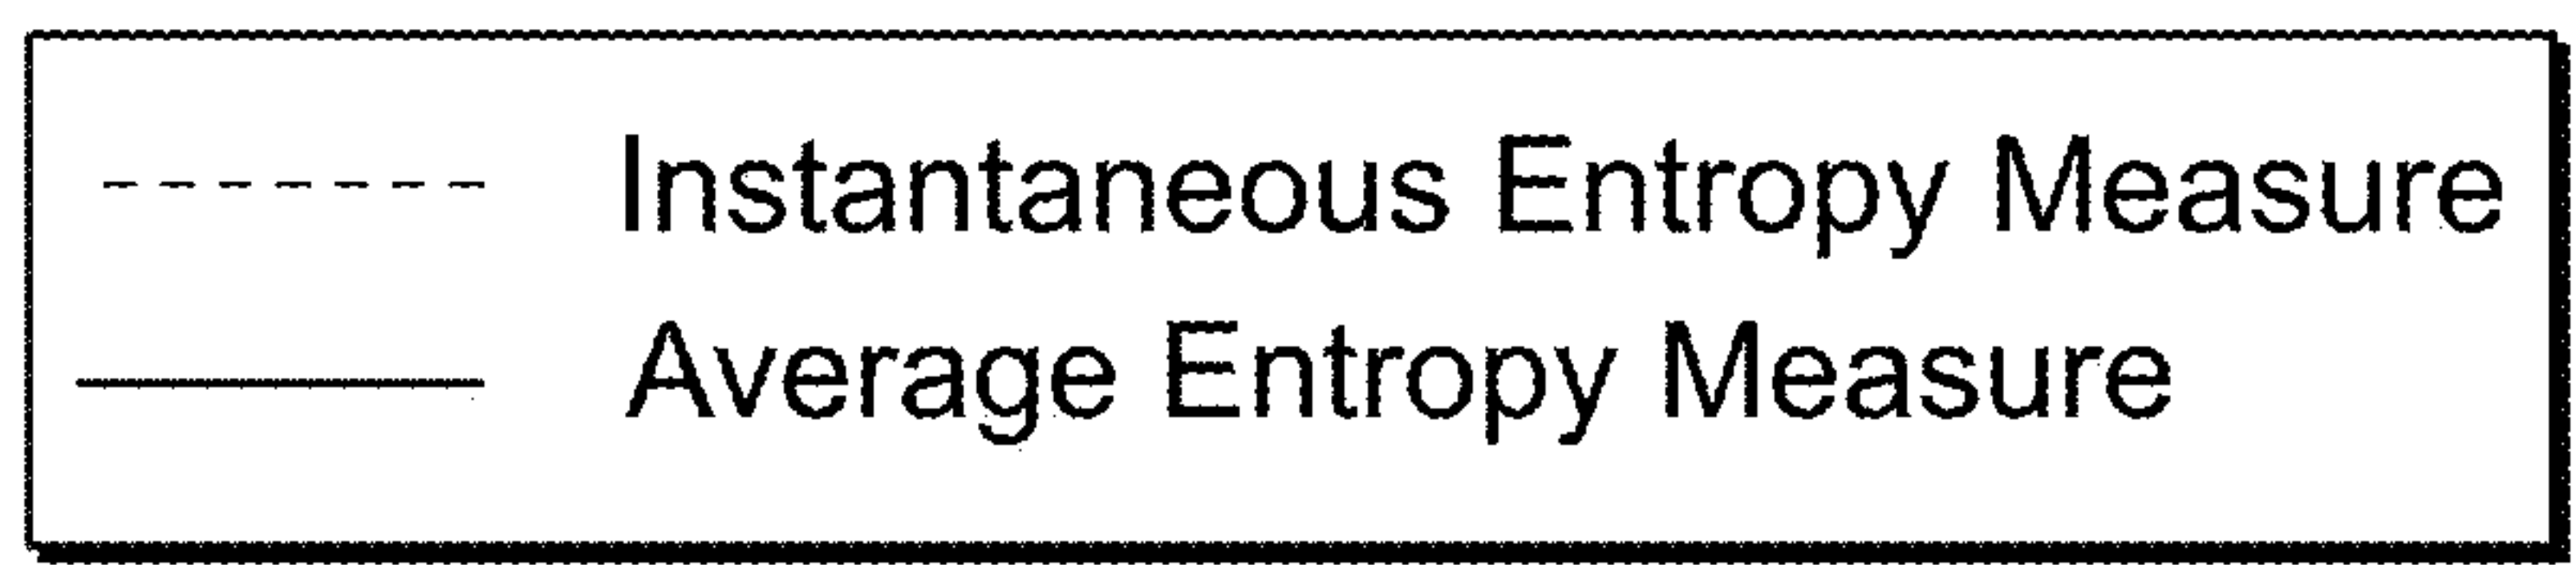 Instantaneous Entropy Measure
Average Entropy Measure